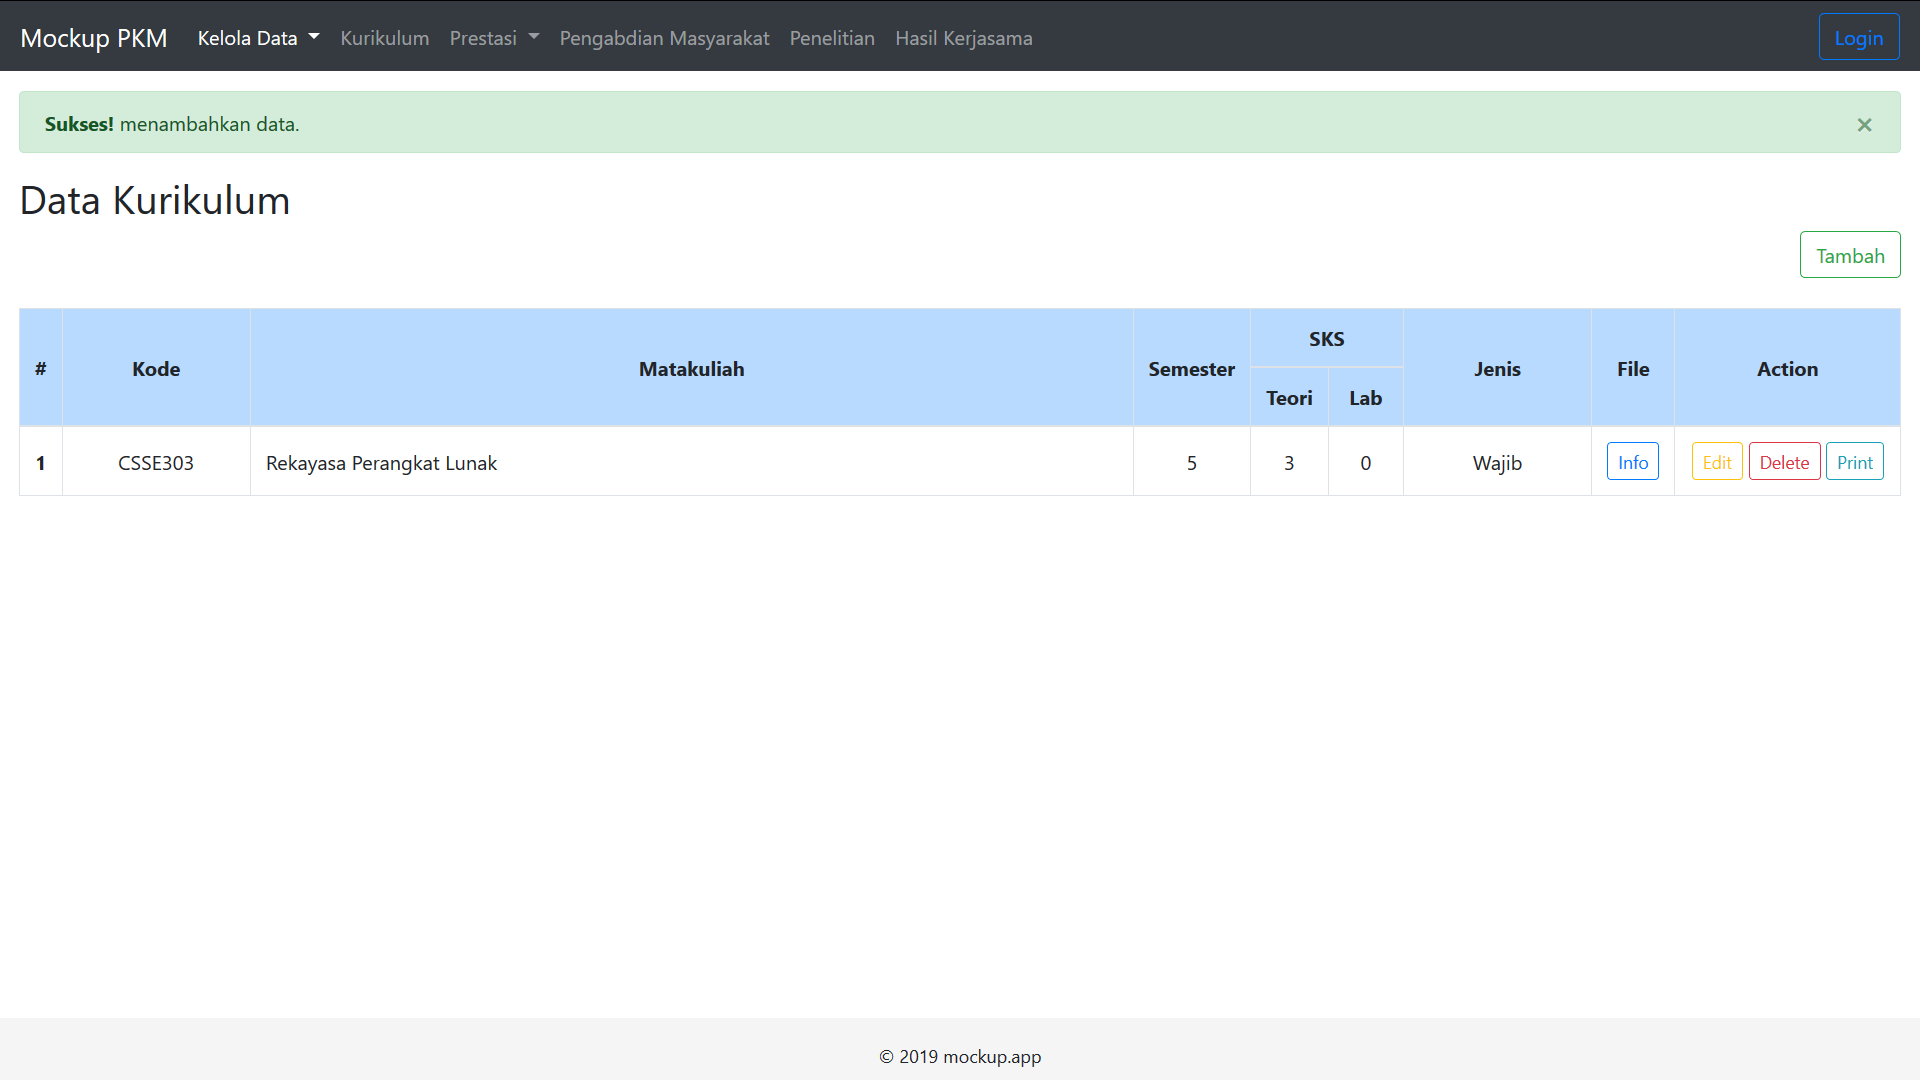 Mockup PKM Kelola Data Kurikulum Prestasi Pengabdian Masyarakat Penelitian Hasil Kerjasama Login
Sukses! menambahkan data. ×
Data Kurikulum
Tambah
# Kode Matakuliah Semester SKS Jenis File Action
Teori Lab
1 CSSE303 Rekayasa Perangkat Lunak 5 3 0 Wajib Info Edit Delete Print
© 2019 mockup.app